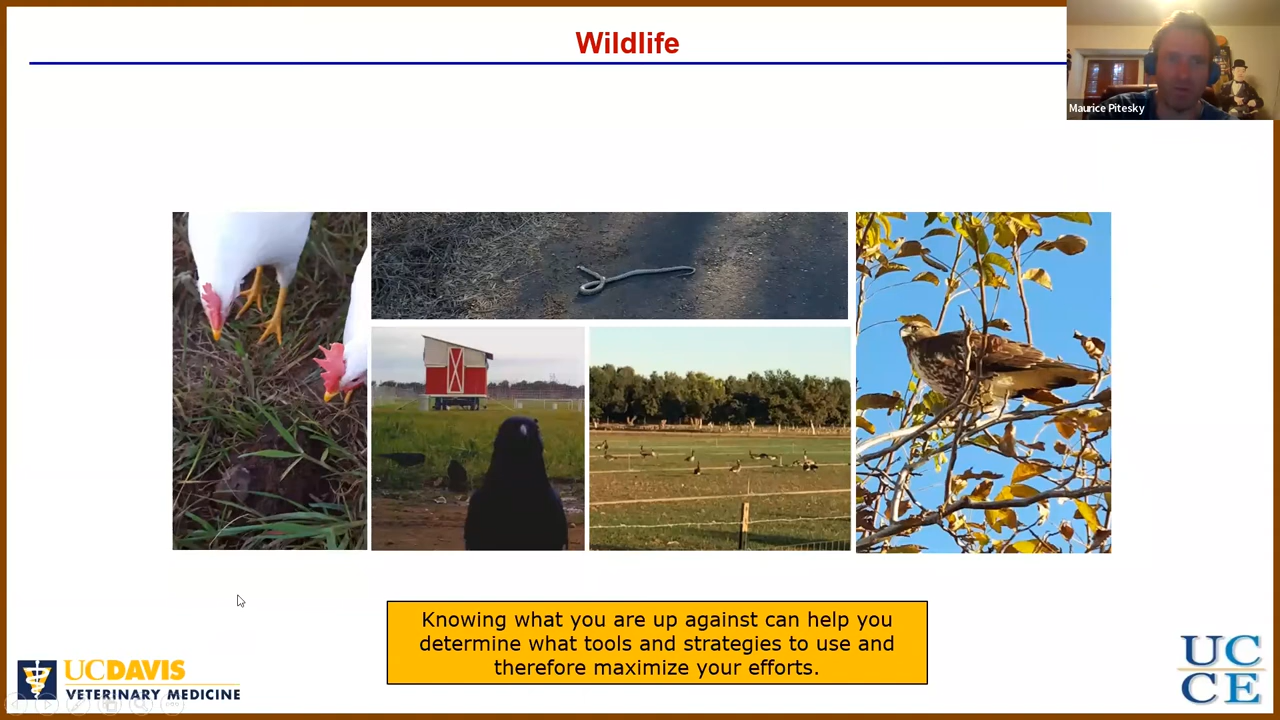 Wildlife
Maurice Pitesky
Knowing what you are up against can help you
determine what tools and strategies to use and
therefore maximize your efforts.
UCDAVIS
VETERINARY MEDICINE
UC
CE